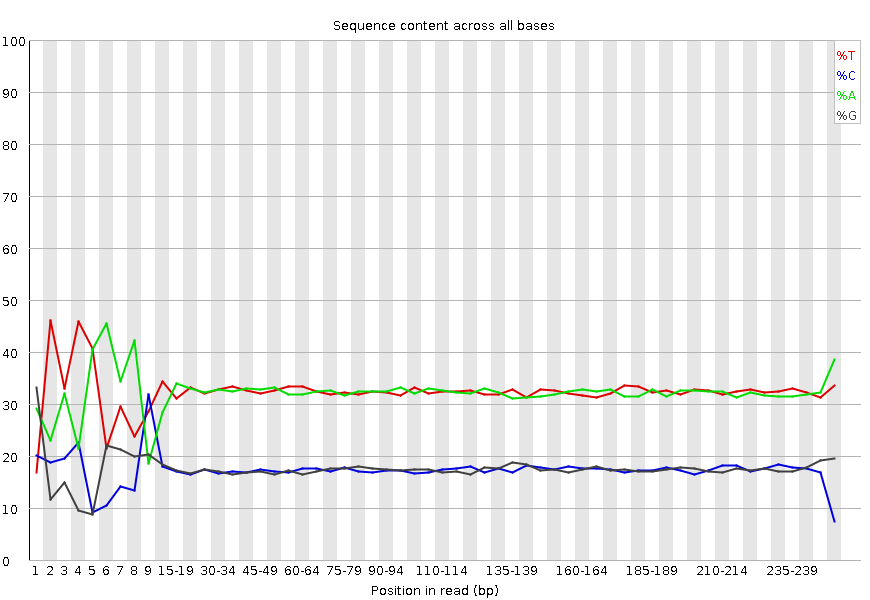 Sequence content across all bases
100
90
80
70
60
50
40
30
20
10
0
%T
%C
%A
%G
1 2 3 4 5 6 7 8 9 15-19 30-34 45-49 60-64 75-79 90-94 110-114 135-139 160-164 185-189 210-214 235-239
Position in read (bp)